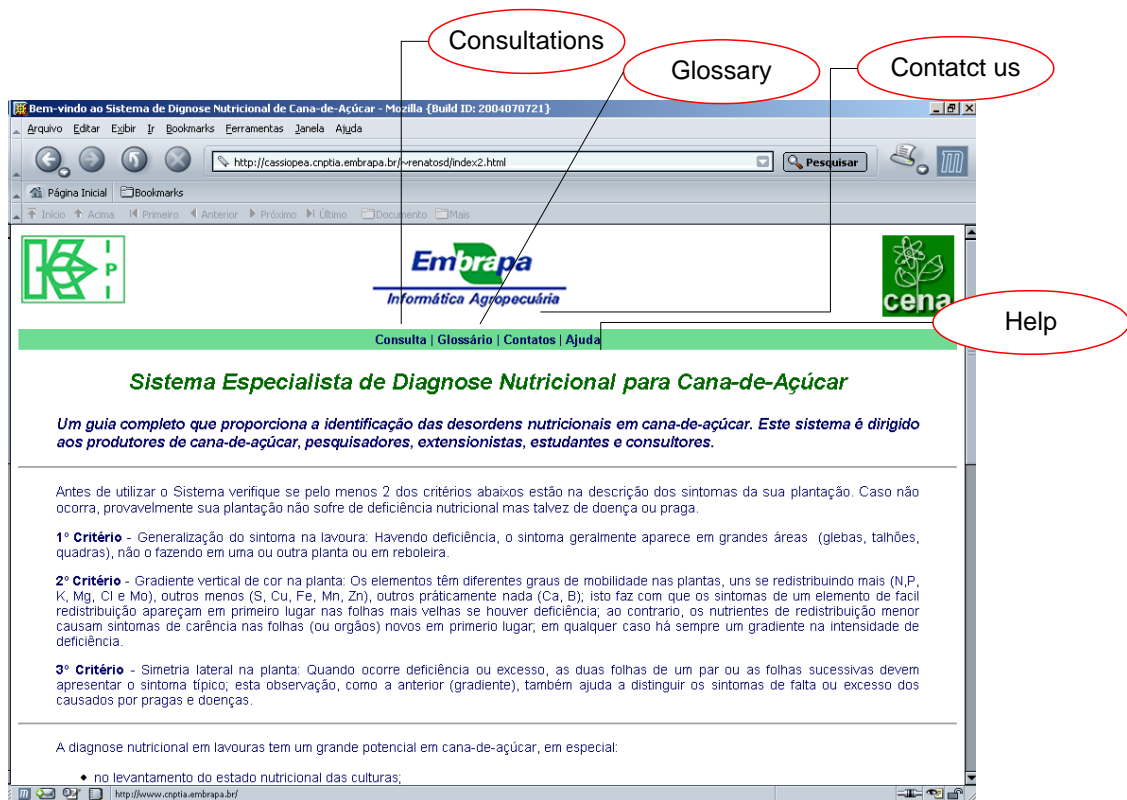 Consultations
Glossary
Contatct us
Bem-vindo ao Sistema de Dignose Nutricional de Cana-de-Açúcar - Mozilla {Build ID: 2004070721}
Arquivo Editar Exibir Ir Bookmarks Ferramentas Janela Ajuda
http://cassiopea.cnptia.embrapa.br/~renatosd/index2.html
Pesquisar
Página Inicial Bookmarks
Início Acima Primeiro Anterior Próximo Último Documento Mais
P
Embrapa
Informática Agropecuária
cena
Help
Consulta | Glossário | Contatos | Ajuda
Sistema Especialista de Diagnose Nutricional para Cana-de-Açúcar
Um guia completo que proporciona a identificação das desordens nutricionais em cana-de-açúcar. Este sistema é dirigido
aos produtores de cana-de-açúcar, pesquisadores, extensionistas, estudantes e consultores.
Antes de utilizar o Sistema verifique se pelo menos 2 dos critérios abaixos estão na descrição dos sintomas da sua plantação. Caso não
ocorra, provavelmente sua plantação não sofre de deficiência nutricional mas talvez de doença ou praga.
1º Critério - Generalização do sintoma na lavoura: Havendo deficiência, o sintoma geralmente aparece em grandes áreas (glebas, talhões,
quadras), não o fazendo em uma ou outra planta ou em reboleira.
2º Critério - Gradiente vertical de cor na planta: Os elementos têm diferentes graus de mobilidade nas plantas, uns se redistribuindo mais (N,P,
K, Mg, Cl e Mo), outros menos (S, Cu, Fe, Mn, Zn), outros práticamente nada (Ca, B); isto faz com que os sintomas de um elemento de facil
redistribuição apareçam em primeiro lugar nas folhas mais velhas se houver deficiência; ao contrario, os nutrientes de redistribuição menor
causam sintomas de carência nas folhas (ou orgãos) novos em primerio lugar; em qualquer caso há sempre um gradiente na intensidade de
deficiência.
3º Critério - Simetria lateral na planta: Quando ocorre deficiência ou excesso, as duas folhas de um par ou as folhas sucessivas devem
apresentar o sintoma típico; esta observação, como a anterior (gradiente), também ajuda a distinguir os sintomas de falta ou excesso dos
causados por pragas e doenças.
A diagnose nutricional em lavouras tem um grande potencial em cana-de-açúcar, em especial:
• no levantamento do estado nutricional das culturas;
http://www.cnptia.embrapa.br/